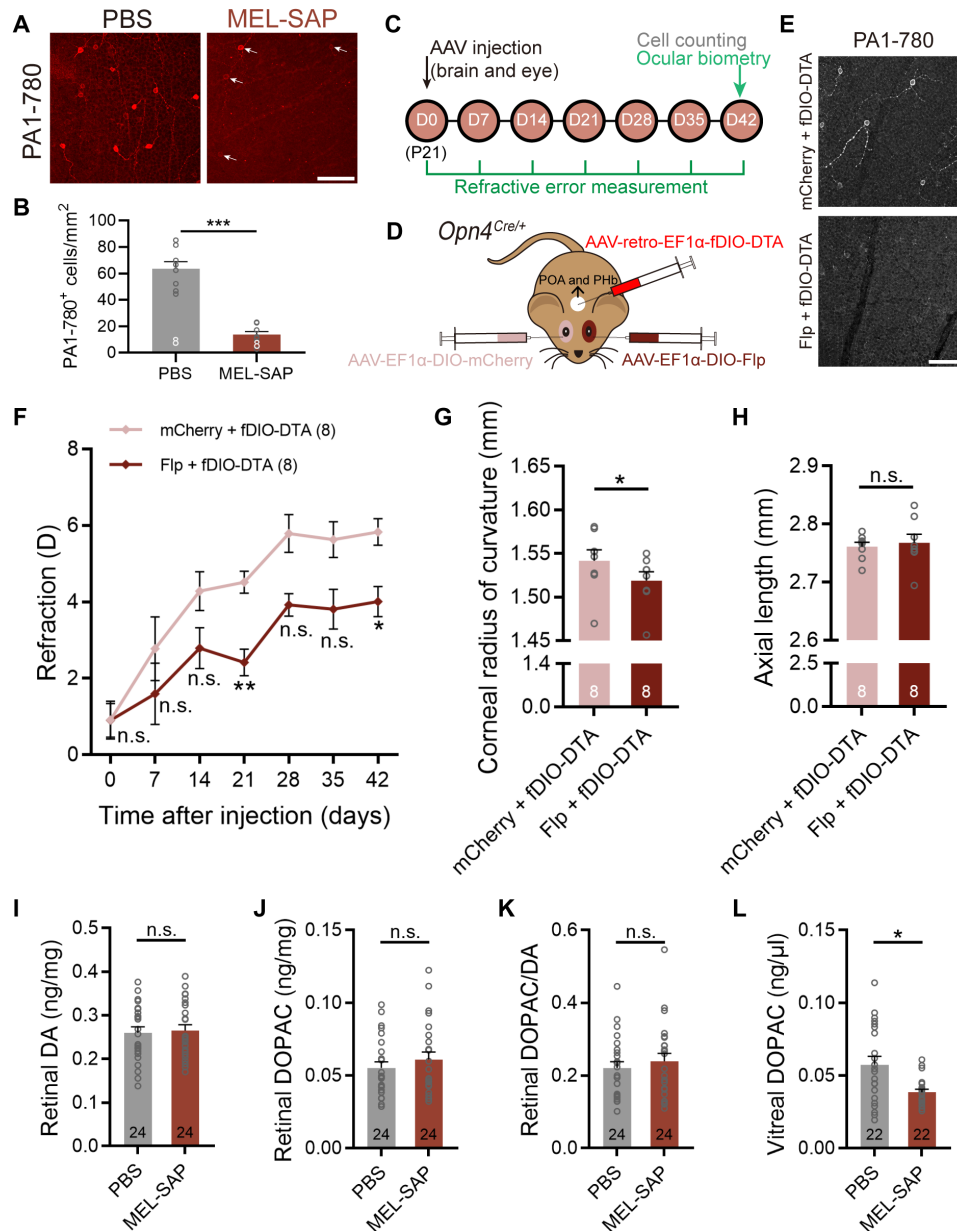 A
PBS
MEL-SAP
PA1-780
B
PA1-780+ cells/mm²
100
80
60
40
20
0
***
8
8
PBS
MEL-SAP
C
AAV injection
(brain and eye)
Cell counting
Ocular biometry
D0
D7
D14
D21
D28
D35
D42
(P21)
Refractive error measurement
D
Opn4Cre/+
AAV-retro-EF1α-fDIO-DTA
POA and PHb
AAV-EF1α-DIO-mCherry
AAV-EF1α-DIO-Flp
E
PA1-780
mCherry + fDIO-DTA
Flp + fDIO-DTA
F
mCherry + fDIO-DTA (8)
Flp + fDIO-DTA (8)
Refraction (D)
8
6
4
2
0
n.s.
n.s.
n.s.
**
n.s.
n.s.
*
0
7
14
21
28
35
42
Time after injection (days)
G
Corneal radius of curvature (mm)
1.65
1.60
1.55
1.50
1.45
1.4
0.0
*
8
8
mCherry + fDIO-DTA
Flp + fDIO-DTA
H
Axial length (mm)
2.9
2.8
2.7
2.6
2.5
0.0
n.s.
8
8
mCherry + fDIO-DTA
Flp + fDIO-DTA
I
Retinal DA (ng/mg)
0.5
0.4
0.3
0.2
0.1
0.0
n.s.
24
24
PBS
MEL-SAP
J
Retinal DOPAC (ng/mg)
0.15
0.10
0.05
0.00
n.s.
24
24
PBS
MEL-SAP
K
Retinal DOPAC/DA
0.6
0.4
0.2
0.0
n.s.
24
24
PBS
MEL-SAP
L
Vitreal DOPAC (ng/µl)
0.15
0.10
0.05
0.00
*
22
22
PBS
MEL-SAP